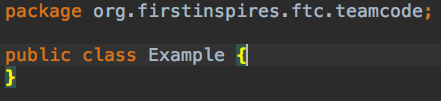 package org.firstinspires.ftc.teamcode;
public class Example {
}